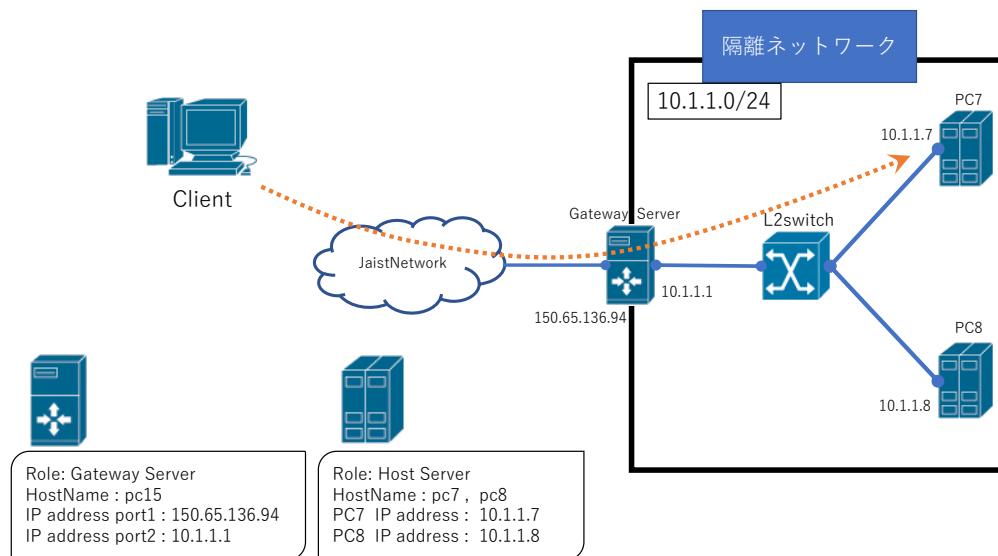 隔離ネットワーク
10.1.1.0/24
PC7
10.1.1.7
Client
Gateway Server
L2switch
JaistNetwork
10.1.1.1
150.65.136.94
PC8
10.1.1.8
Role: Gateway Server
HostName : pc15
IP address port1 : 150.65.136.94
IP address port2 : 10.1.1.1
Role: Host Server
HostName : pc7 , pc8
PC7 IP address : 10.1.1.7
PC8 IP address : 10.1.1.8